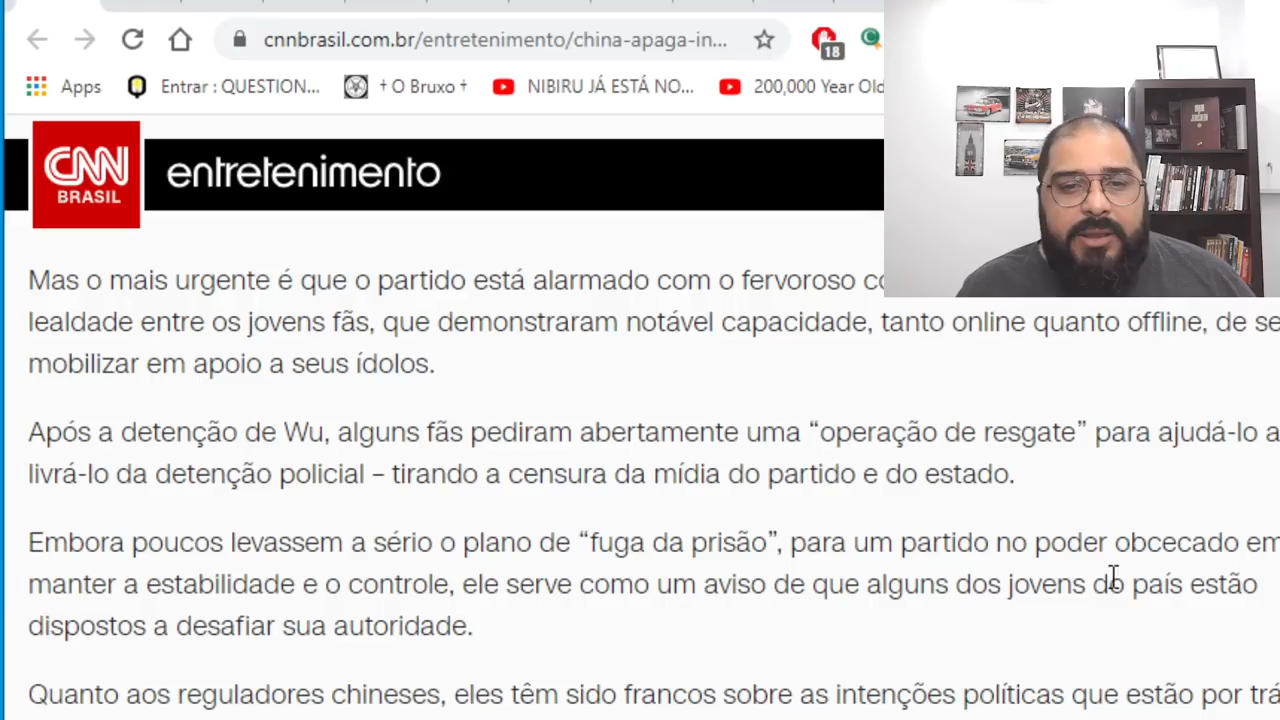 cnnbrasil.com.br/entretenimento/china-apaga-in...
18
Apps
Entrar : QUESTION...
† O Bruxo †
NIBIRU JÁ ESTÁ NO...
200,000 Year Old
CNN
BRASIL
entretenimento
Mas o mais urgente é que o partido está alarmado com o fervoroso
lealdade entre os jovens fãs, que demonstraram notável capacidade, tanto online quanto offline, de se
mobilizar em apoio a seus ídolos.
Após a detenção de Wu, alguns fãs pediram abertamente uma “operação de resgate” para ajudá-lo a
livrá-lo da detenção policial – tirando a censura da mídia do partido e do estado.
Embora poucos levassem a sério o plano de “fuga da prisão”, para um partido no poder obcecado em
manter a estabilidade e o controle, ele serve como um aviso de que alguns dos jovens do país estão
dispostos a desafiar sua autoridade.
Quanto aos reguladores chineses, eles têm sido francos sobre as intenções políticas que estão por